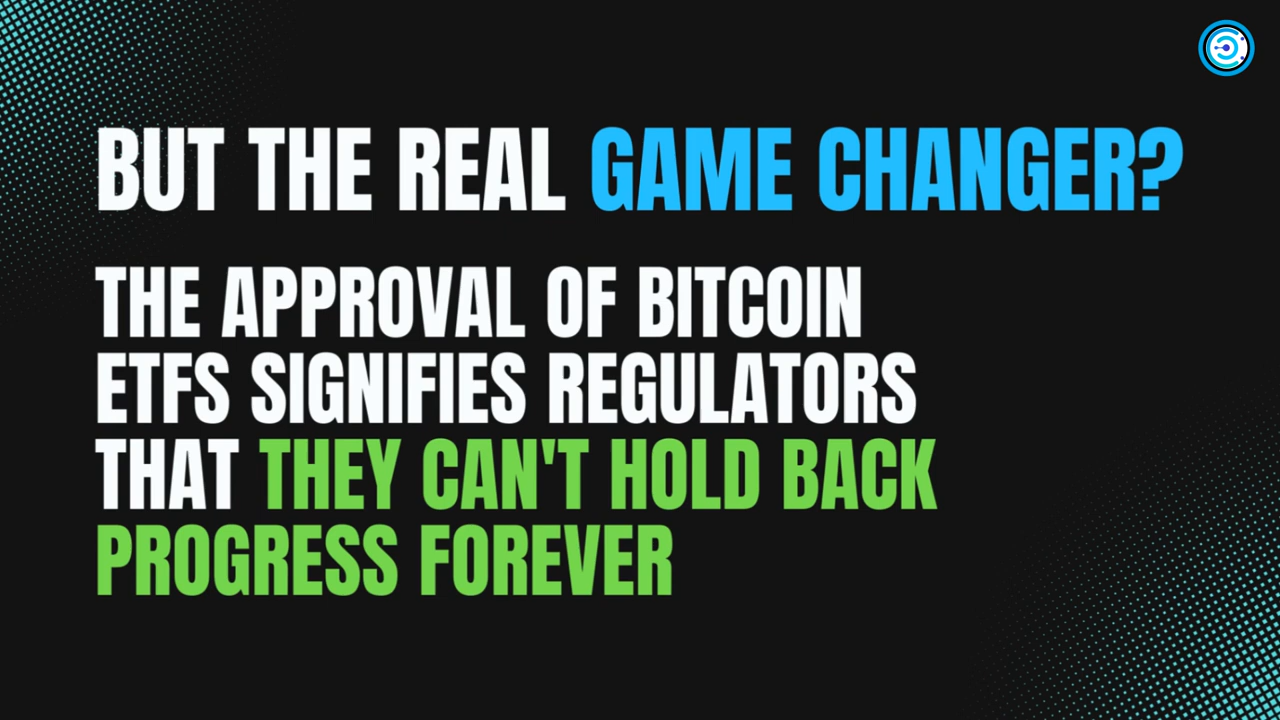 BUT THE REAL GAME CHANGER?
THE APPROVAL OF BITCOIN
ETFS SIGNIFIES REGULATORS
THAT THEY CAN'T HOLD BACK
PROGRESS FOREVER